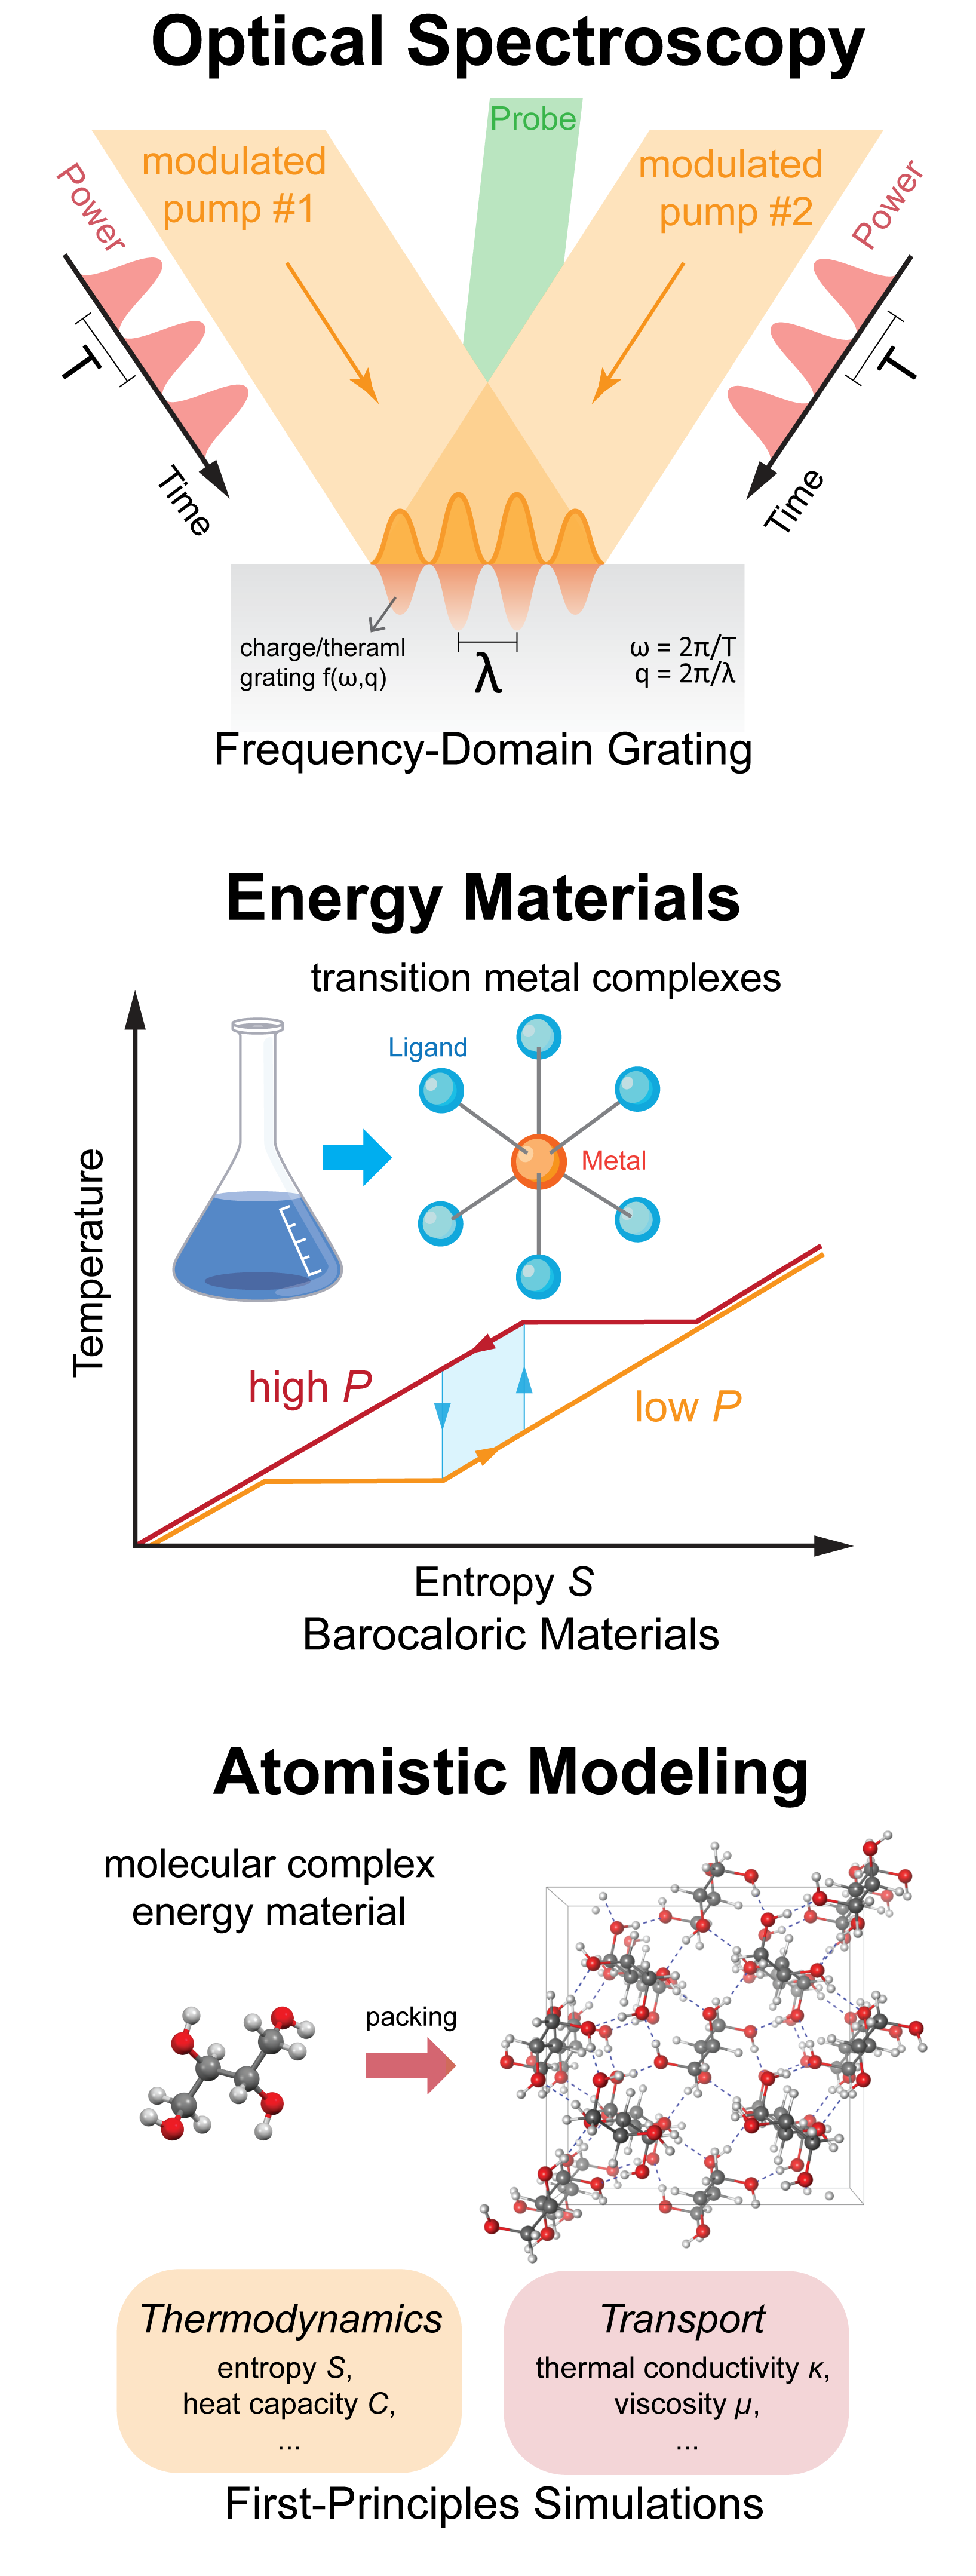 Optical Spectroscopy
Probe
modulated
pump #1
modulated
pump #2
Power
Power
T
T
Time
Time
charge/theraml
grating f(ω,q)
λ
ω = 2π/T
q = 2π/λ
Frequency-Domain Grating
Energy Materials
transition metal complexes
Ligand
Metal
Temperature
high P
low P
Entropy S
Barocaloric Materials
Atomistic Modeling
molecular complex
energy material
packing
Thermodynamics
entropy S,
heat capacity C,
...
Transport
thermal conductivity κ,
viscosity μ,
...
First-Principles Simulations